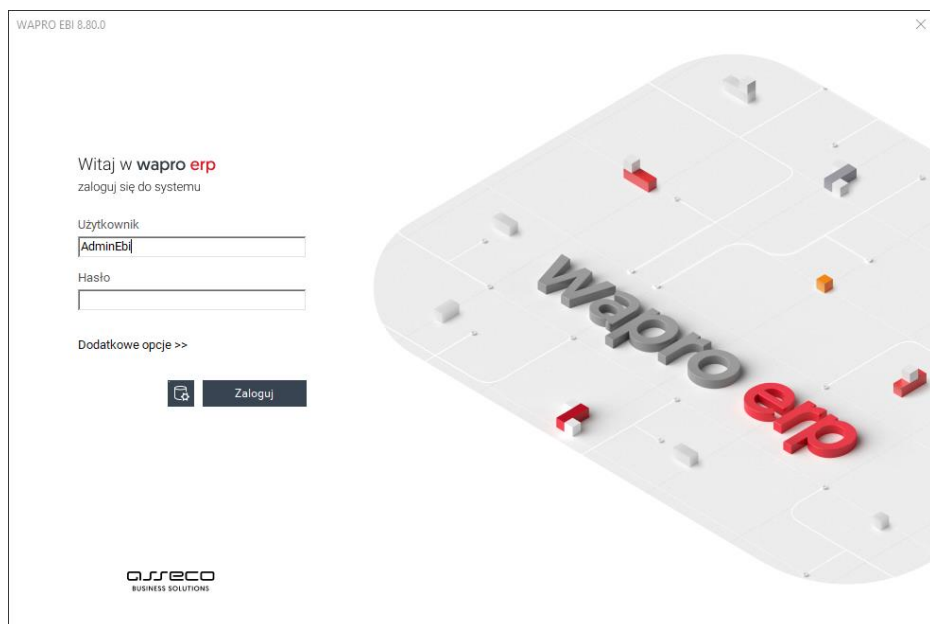 WAPRO EBI 8.80.0
Witaj w wapro erp
zaloguj się do systemu
Użytkownik
AdminEbi
Hasło
Dodatkowe opcje >>
Zaloguj
wapro erp
asseco
BUSINESS SOLUTIONS